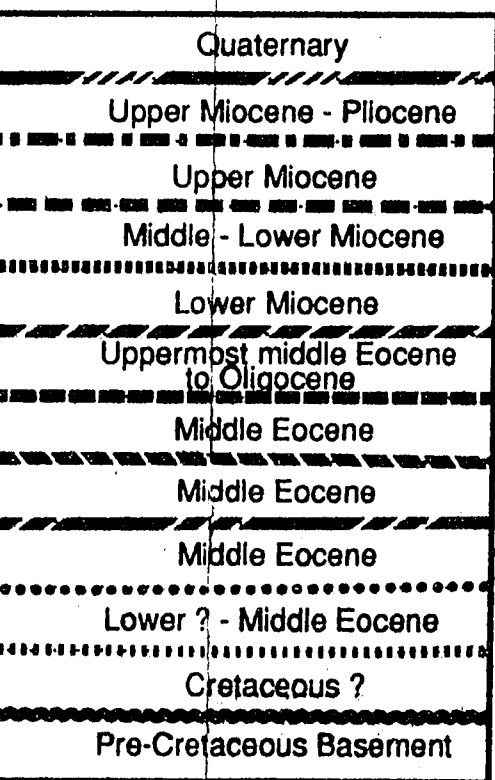 Quaternary
Upper Miocene - Pliocene
Upper Miocene
Middle - Lower Miocene
Lower Miocene
Uppermost middle Eocene
to Oligocene
Middle Eocene
Middle Eocene
Middle Eocene
Lower ? - Middle Eocene
Cretaceous ?
Pre-Cretaceous Basement